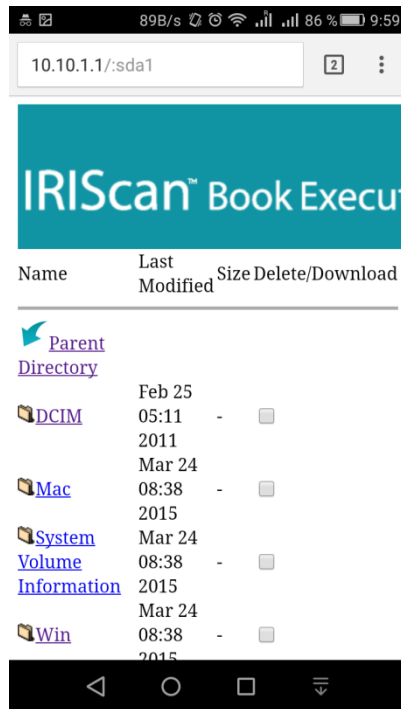 89B/s 86 % 9:59
10.10.1.1/:sda1 2
IRIScan™ Book Execu
Name Last Modified Size Delete/Download
Parent Directory
DCIM Feb 25 05:11 2011 -
Mac Mar 24 08:38 2015 -
System Volume Information Mar 24 08:38 2015 -
Win Mar 24 08:38 2015 -